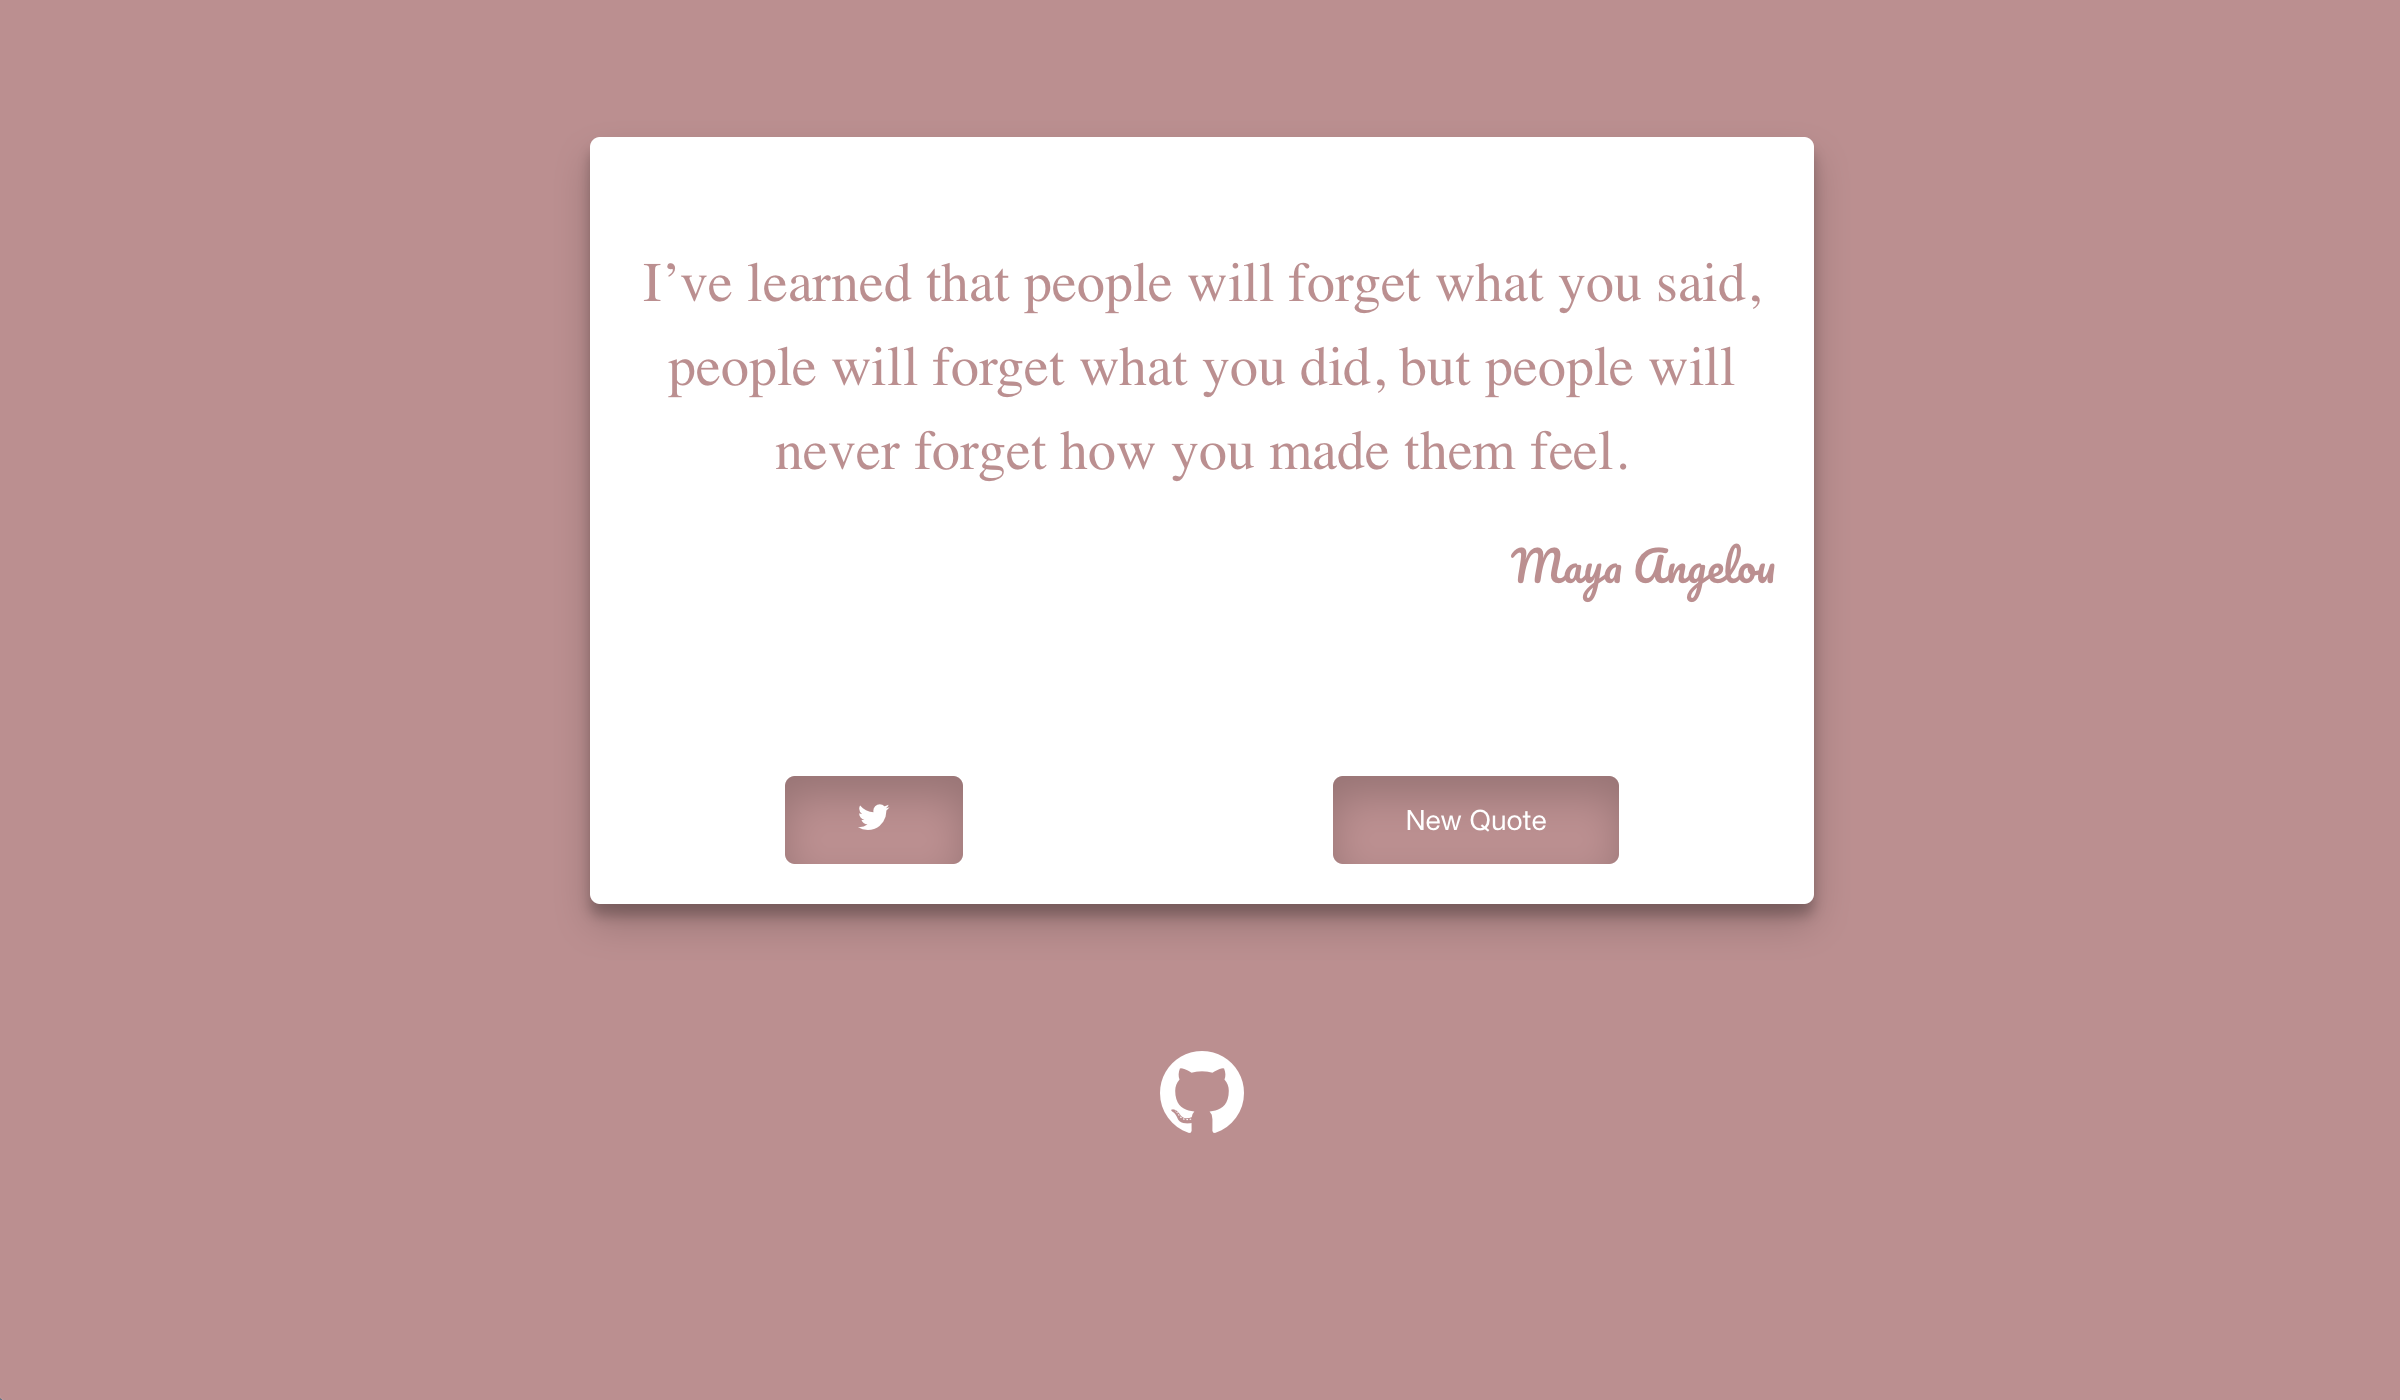 I’ve learned that people will forget what you said,
people will forget what you did, but people will
never forget how you made them feel.
Maya Angelou
New Quote